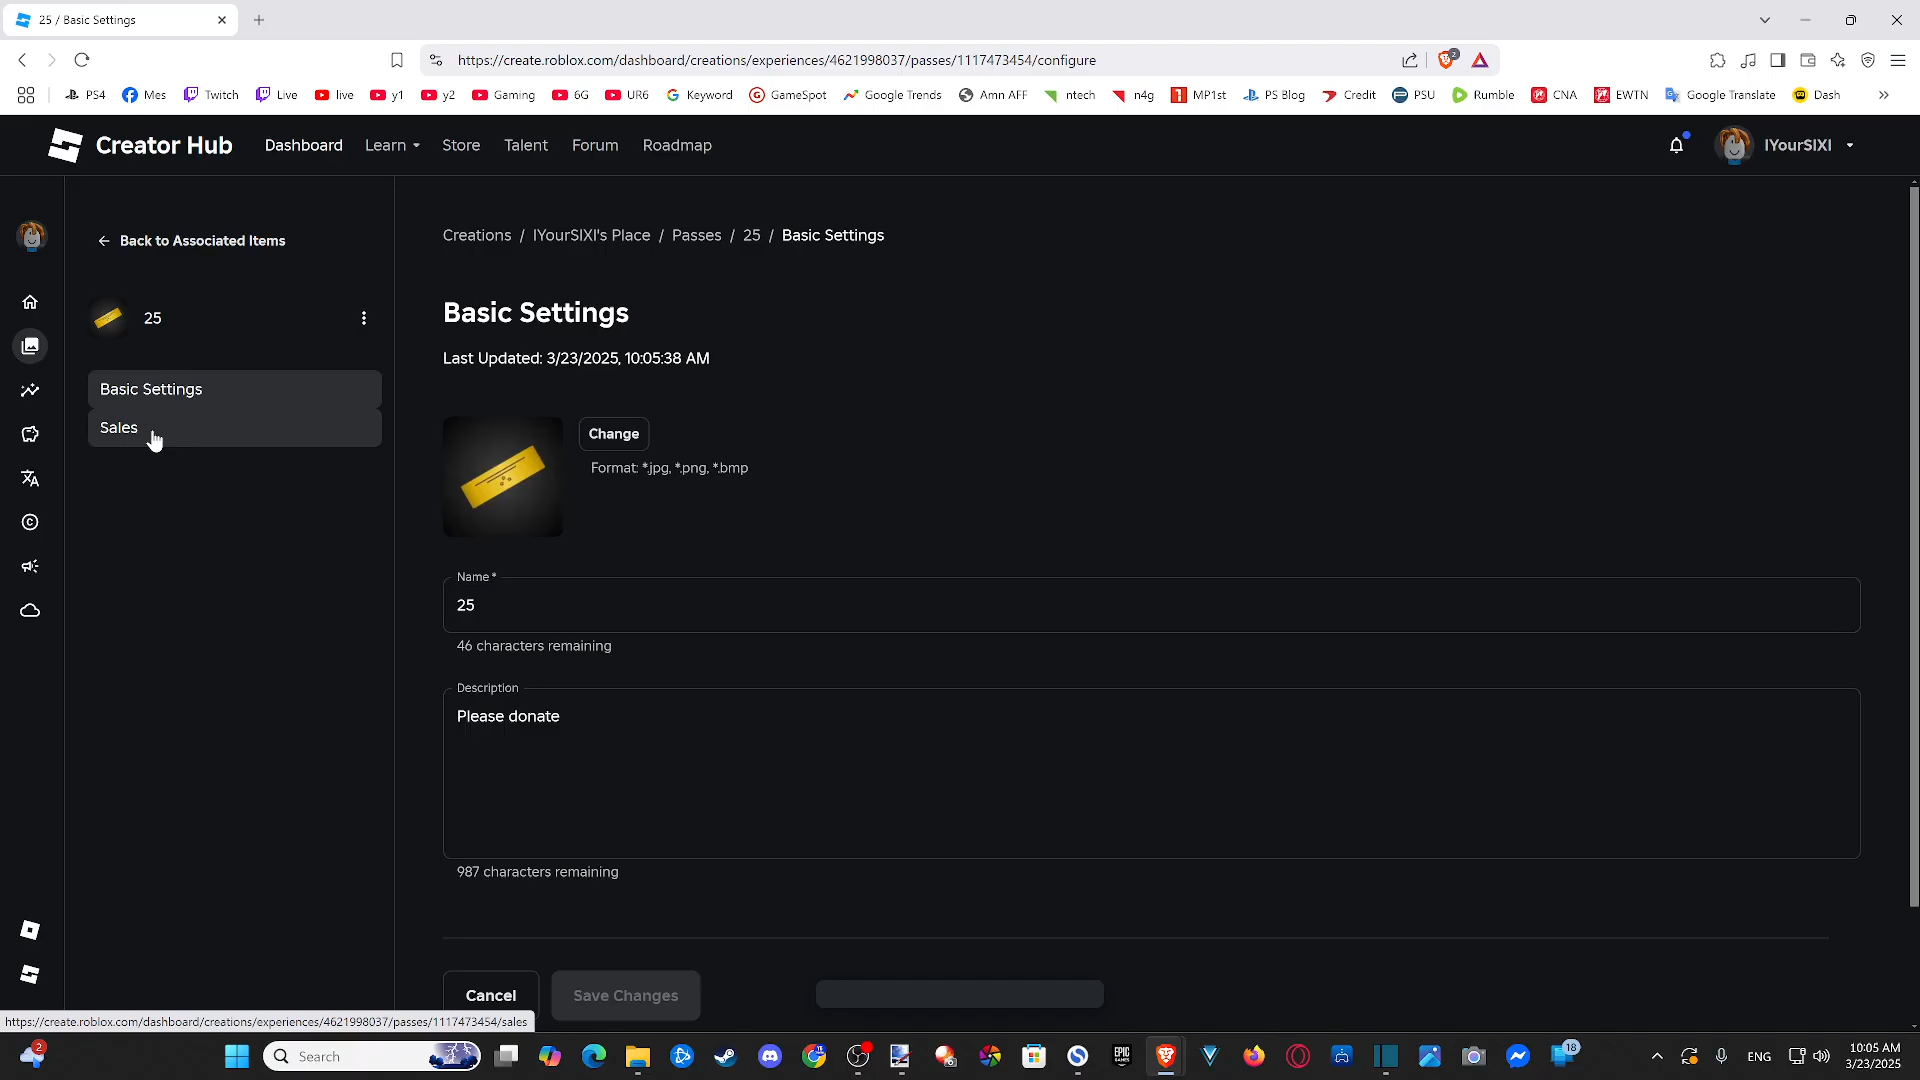 25 / Basic Settings
https://create.roblox.com/dashboard/creations/experiences/4621998037/passes/1117473454/configure
2
PS4 Mes Twitch Live live y1 y2 Gaming 6G UR6 Keyword GameSpot Google Trends Amn AFF ntech n4g MP1st PS Blog Credit PSU Rumble CNA EWTN Google Translate Dash
Creator Hub Dashboard Learn Store Talent Forum Roadmap IYourSIXI
Back to Associated Items
Creations / IYourSIXI's Place / Passes / 25 / Basic Settings
25
Basic Settings
Last Updated: 3/23/2025, 10:05:38 AM
Basic Settings
Sales
Change
Format: *.jpg, *.png, *.bmp
Name*
25
46 characters remaining
Description
Please donate
987 characters remaining
Cancel Save Changes
https://create.roblox.com/dashboard/creations/experiences/4621998037/passes/1117473454/sales
2
Search
EPIC GAMES
18
ENG
10:05 AM
3/23/2025